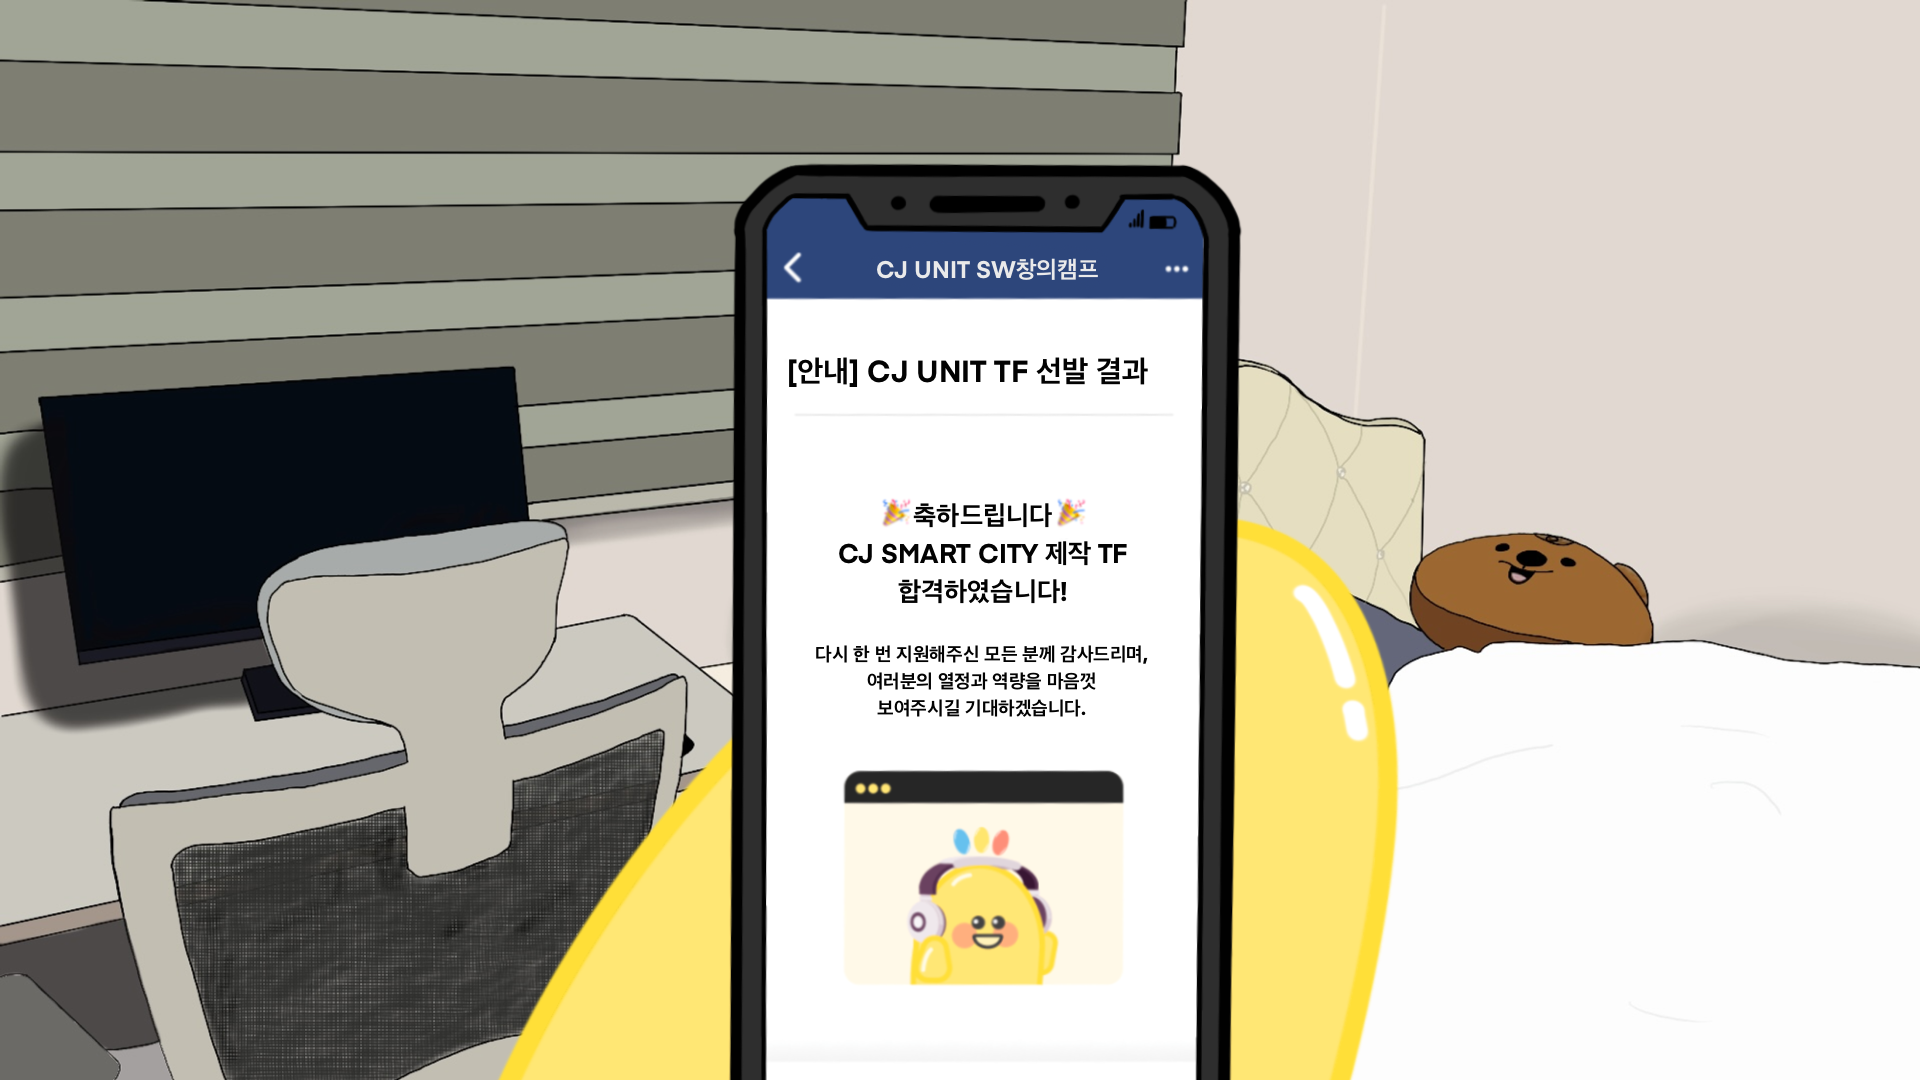 CJ UNIT SW창의캠프
[안내] CJ UNIT TF 선발 결과
🎉축하드립니다🎉
CJ SMART CITY 제작 TF
합격하였습니다!
다시 한 번 지원해주신 모든 분께 감사드리며,
여러분의 열정과 역량을 마음껏
보여주시길 기대하겠습니다.